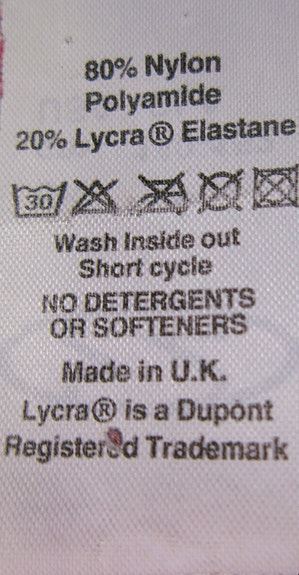 80% Nylon
Polyamide
20% Lycra® Elastane
30
Wash Inside out
Short cycle
NO DETERGENTS
OR SOFTENERS
Made in U.K.
Lycra® is a Dupont
Registered Trademark